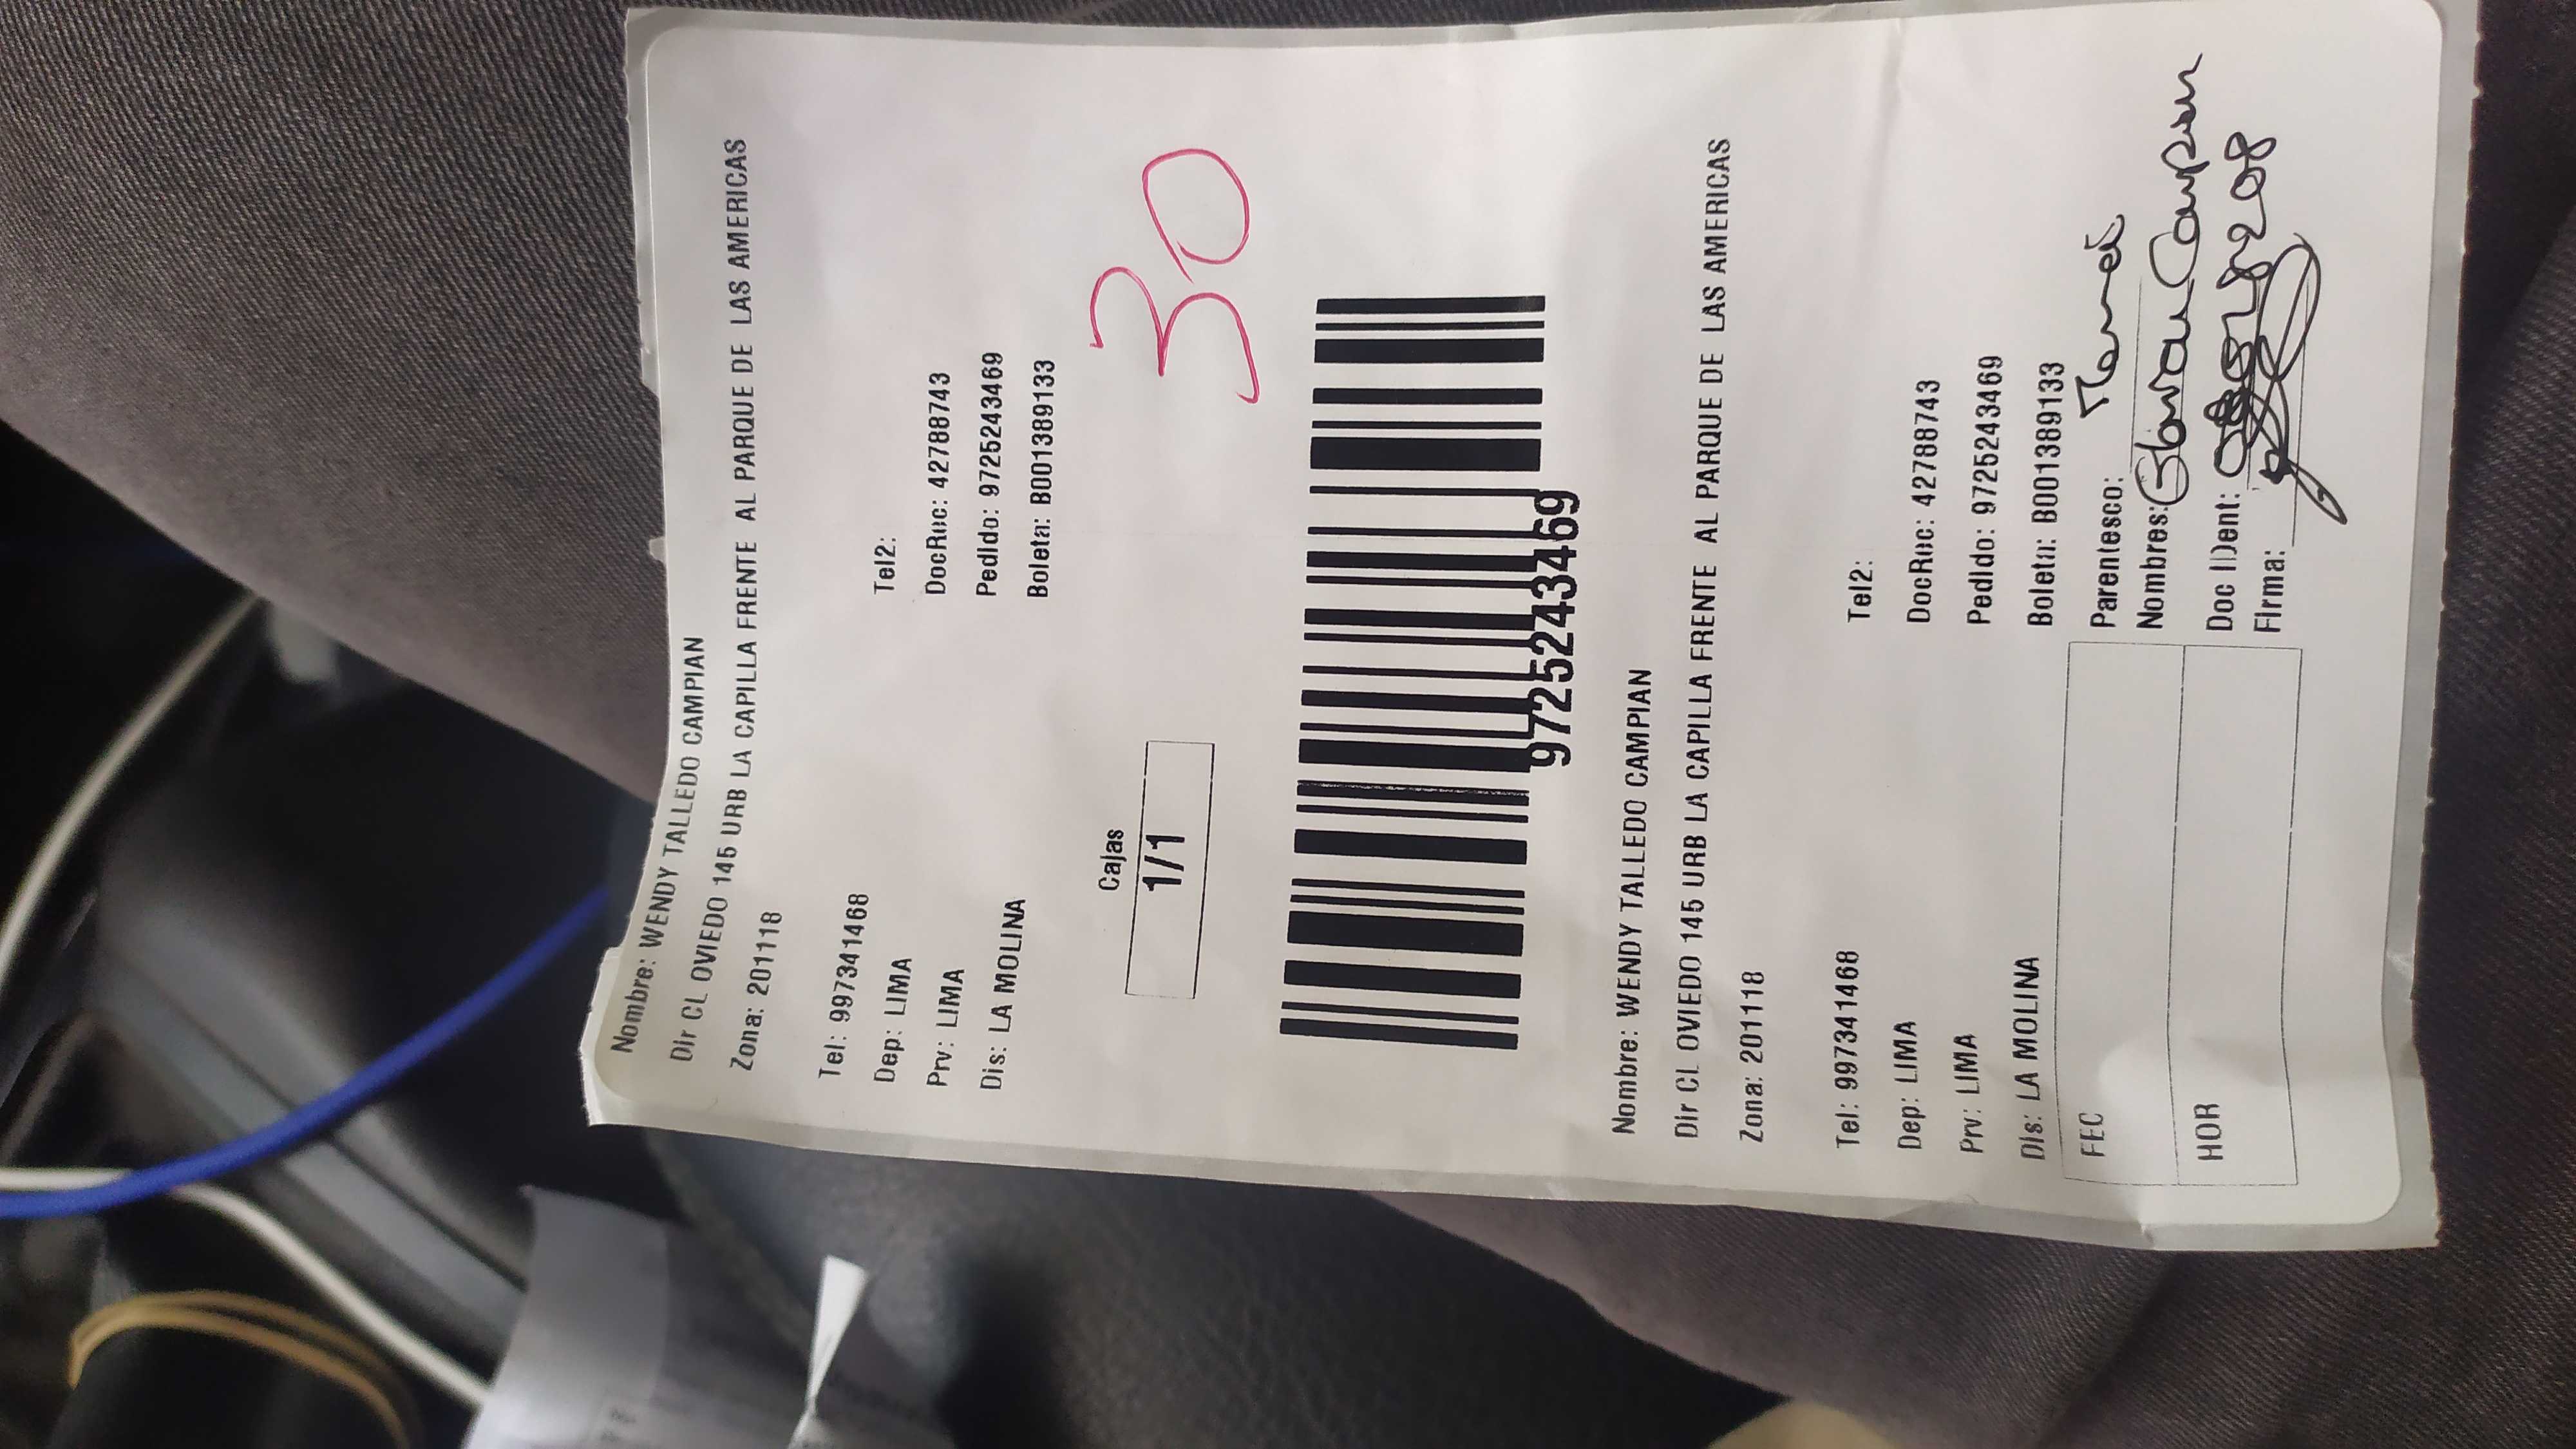 Nombre: WENDY TALLEDO CAMPIAN
Dir CL OVIEDO 145 URB LA CAPILLA FRENTE AL PARQUE DE LAS AMERICAS
Zona: 201118
Tel: 997341468 Tel2:
Dep: LIMA DocRuc: 42788743
Prv: LIMA Pedido: 9725243469
Dis: LA MOLINA Boleta: B001389133
Cajas
1/1
30
9725243469
Nombre: WENDY TALLEDO CAMPIAN
Dir CL OVIEDO 145 URB LA CAPILLA FRENTE AL PARQUE DE LAS AMERICAS
Zona: 201118
Tel: 997341468 Tel2:
Dep: LIMA DocRuc: 42788743
Prv: LIMA Pedido: 9725243469
Dis: LA MOLINA Boleta: B001389133
FEC Parentesco: Mamá
Nombres:
HOR Doc IDent:
Firma: